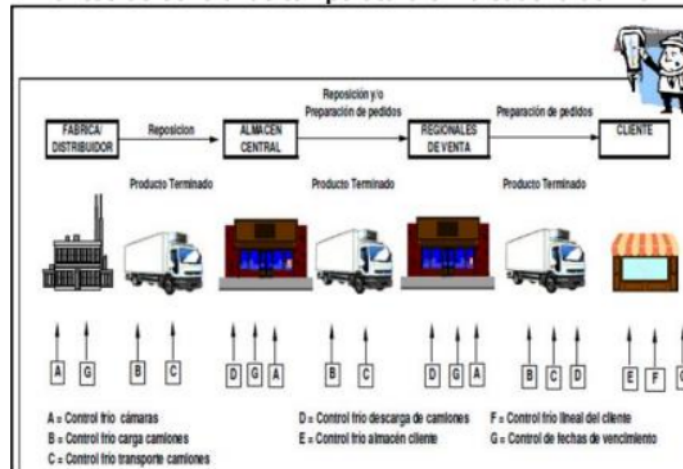 Reposición y/o
Preparación de pedidos
Preparación de pedidos
FABRICA/
DISTRIBUIDOR
Reposicion
ALMACEN
CENTRAL
REGIONALES
DE VENTA
CLIENTE
Producto Terminado
Producto Terminado
Producto Terminado
A G B C D G A B C D G A B C D E F
A = Control frío cámaras
B = Control frío carga camiones
C = Control frío transporte camiones
D = Control frío descarga de camiones
E = Control frío almacén cliente
F = Control frío lineal del cliente
G = Control de fechas de vencimiento